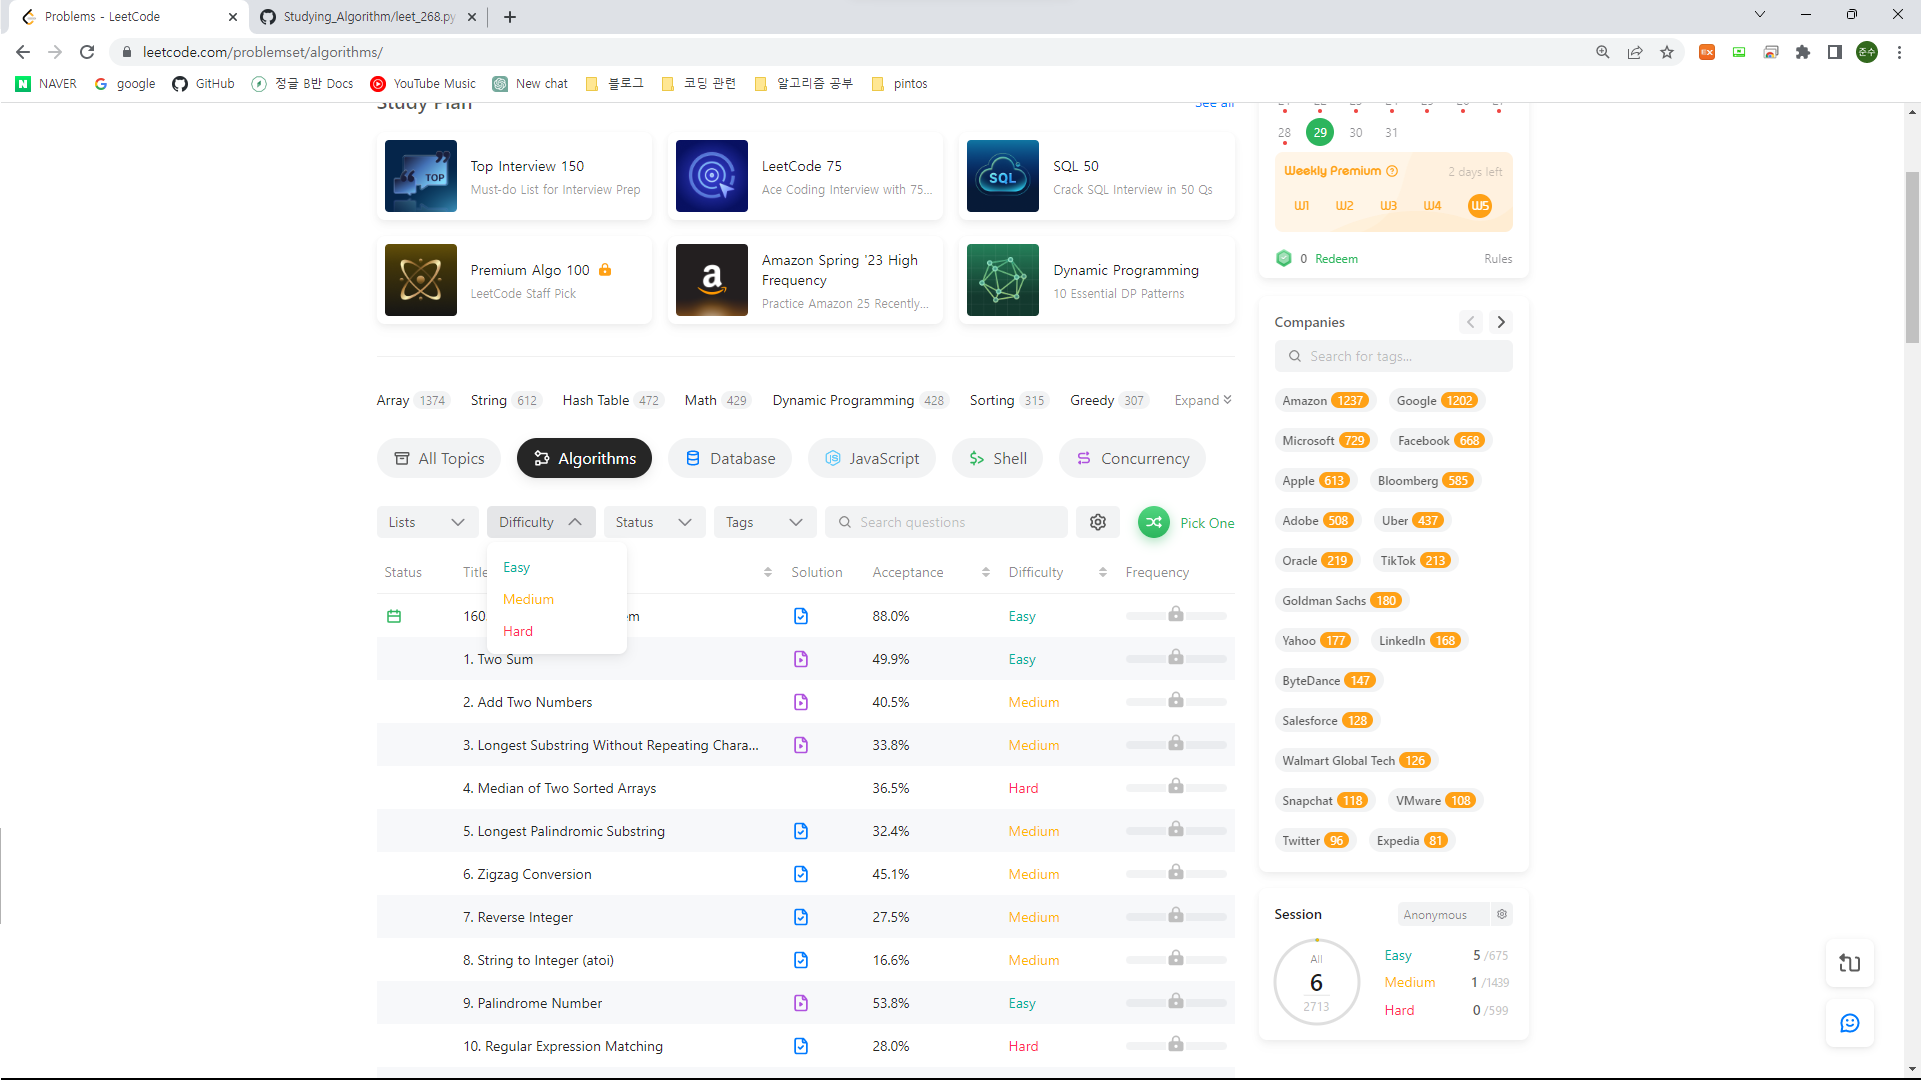 Problems - LeetCode
Studying_Algorithm/leet_268.py
leetcode.com/problemset/algorithms/
준수
NAVER
google
GitHub
정글 B반 Docs
YouTube Music
New chat
블로그
코딩 관련
알고리즘 공부
pintos
Study Plan
See all
Top Interview 150
Must-do List for Interview Prep
LeetCode 75
Ace Coding Interview with 75...
SQL 50
Crack SQL Interview in 50 Qs
TOP
SQL
Premium Algo 100
LeetCode Staff Pick
Amazon Spring '23 High
Frequency
Practice Amazon 25 Recently...
Dynamic Programming
10 Essential DP Patterns
Array 1374
String 612
Hash Table 472
Math 429
Dynamic Programming 428
Sorting 315
Greedy 307
Expand
All Topics
Algorithms
Database
JavaScript
Shell
Concurrency
Lists
Difficulty
Status
Tags
Search questions
Pick One
Easy
Medium
Hard
Status
Title
Solution
Acceptance
Difficulty
Frequency
160 em 88.0% Easy
1. Two Sum 49.9% Easy
2. Add Two Numbers 40.5% Medium
3. Longest Substring Without Repeating Chara... 33.8% Medium
4. Median of Two Sorted Arrays 36.5% Hard
5. Longest Palindromic Substring 32.4% Medium
6. Zigzag Conversion 45.1% Medium
7. Reverse Integer 27.5% Medium
8. String to Integer (atoi) 16.6% Medium
9. Palindrome Number 53.8% Easy
10. Regular Expression Matching 28.0% Hard
28 29 30 31
Weekly Premium
2 days left
W1 W2 W3 W4 W5
0 Redeem
Rules
Companies
Search for tags...
Amazon 1237
Google 1202
Microsoft 729
Facebook 668
Apple 613
Bloomberg 585
Adobe 508
Uber 437
Oracle 219
TikTok 213
Goldman Sachs 180
Yahoo 177
LinkedIn 168
ByteDance 147
Salesforce 128
Walmart Global Tech 126
Snapchat 118
VMware 108
Twitter 96
Expedia 81
Session
Anonymous
All
6
2713
Easy 5 /675
Medium 1 /1439
Hard 0 /599